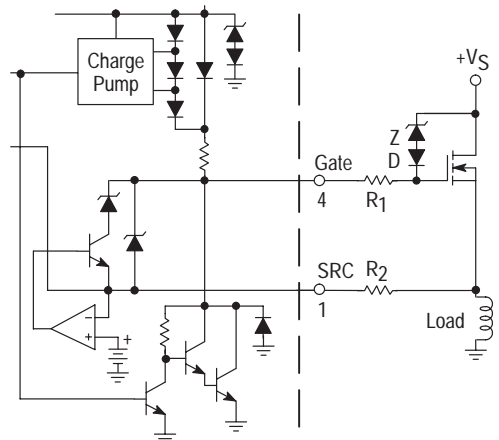 Charge
Pump
+VS
Z
D
Gate
4
R1
SRC
1
R2
Load
-
+
+